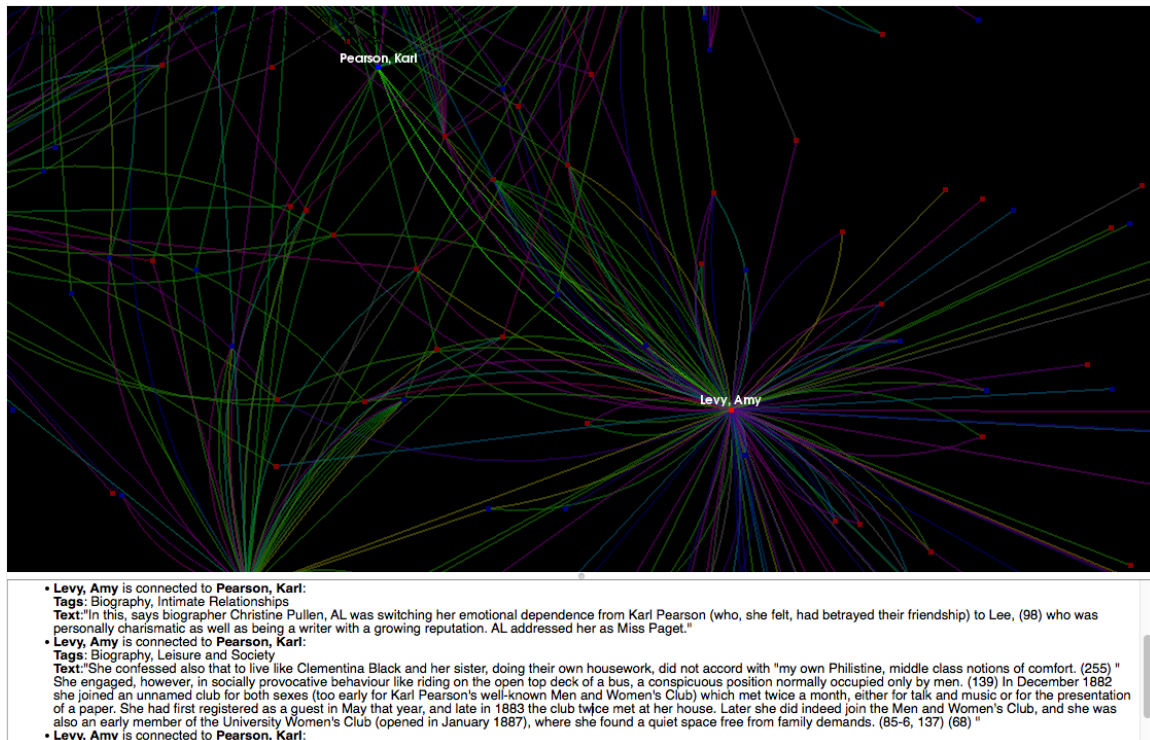 Pearson, Karl
Levy, Amy
• Levy, Amy is connected to Pearson, Karl:
Tags: Biography, Intimate Relationships
Text:"In this, says biographer Christine Pullen, AL was switching her emotional dependence from Karl Pearson (who, she felt, had betrayed their friendship) to Lee, (98) who was
personally charismatic as well as being a writer with a growing reputation. AL addressed her as Miss Paget."
• Levy, Amy is connected to Pearson, Karl:
Tags: Biography, Leisure and Society
Text:"She confessed also that to live like Clementina Black and her sister, doing their own housework, did not accord with "my own Philistine, middle class notions of comfort. (255) "
She engaged, however, in socially provocative behaviour like riding on the open top deck of a bus, a conspicuous position normally occupied only by men. (139) In December 1882
she joined an unnamed club for both sexes (too early for Karl Pearson's well-known Men and Women's Club) which met twice a month, either for talk and music or for the presentation
of a paper. She had first registered as a guest in May that year, and late in 1883 the club twice met at her house. Later she did indeed join the Men and Women's Club, and she was
also an early member of the University Women's Club (opened in January 1887), where she found a quiet space free from family demands. (85-6, 137) (68) "
• Levy, Amy is connected to Pearson, Karl: